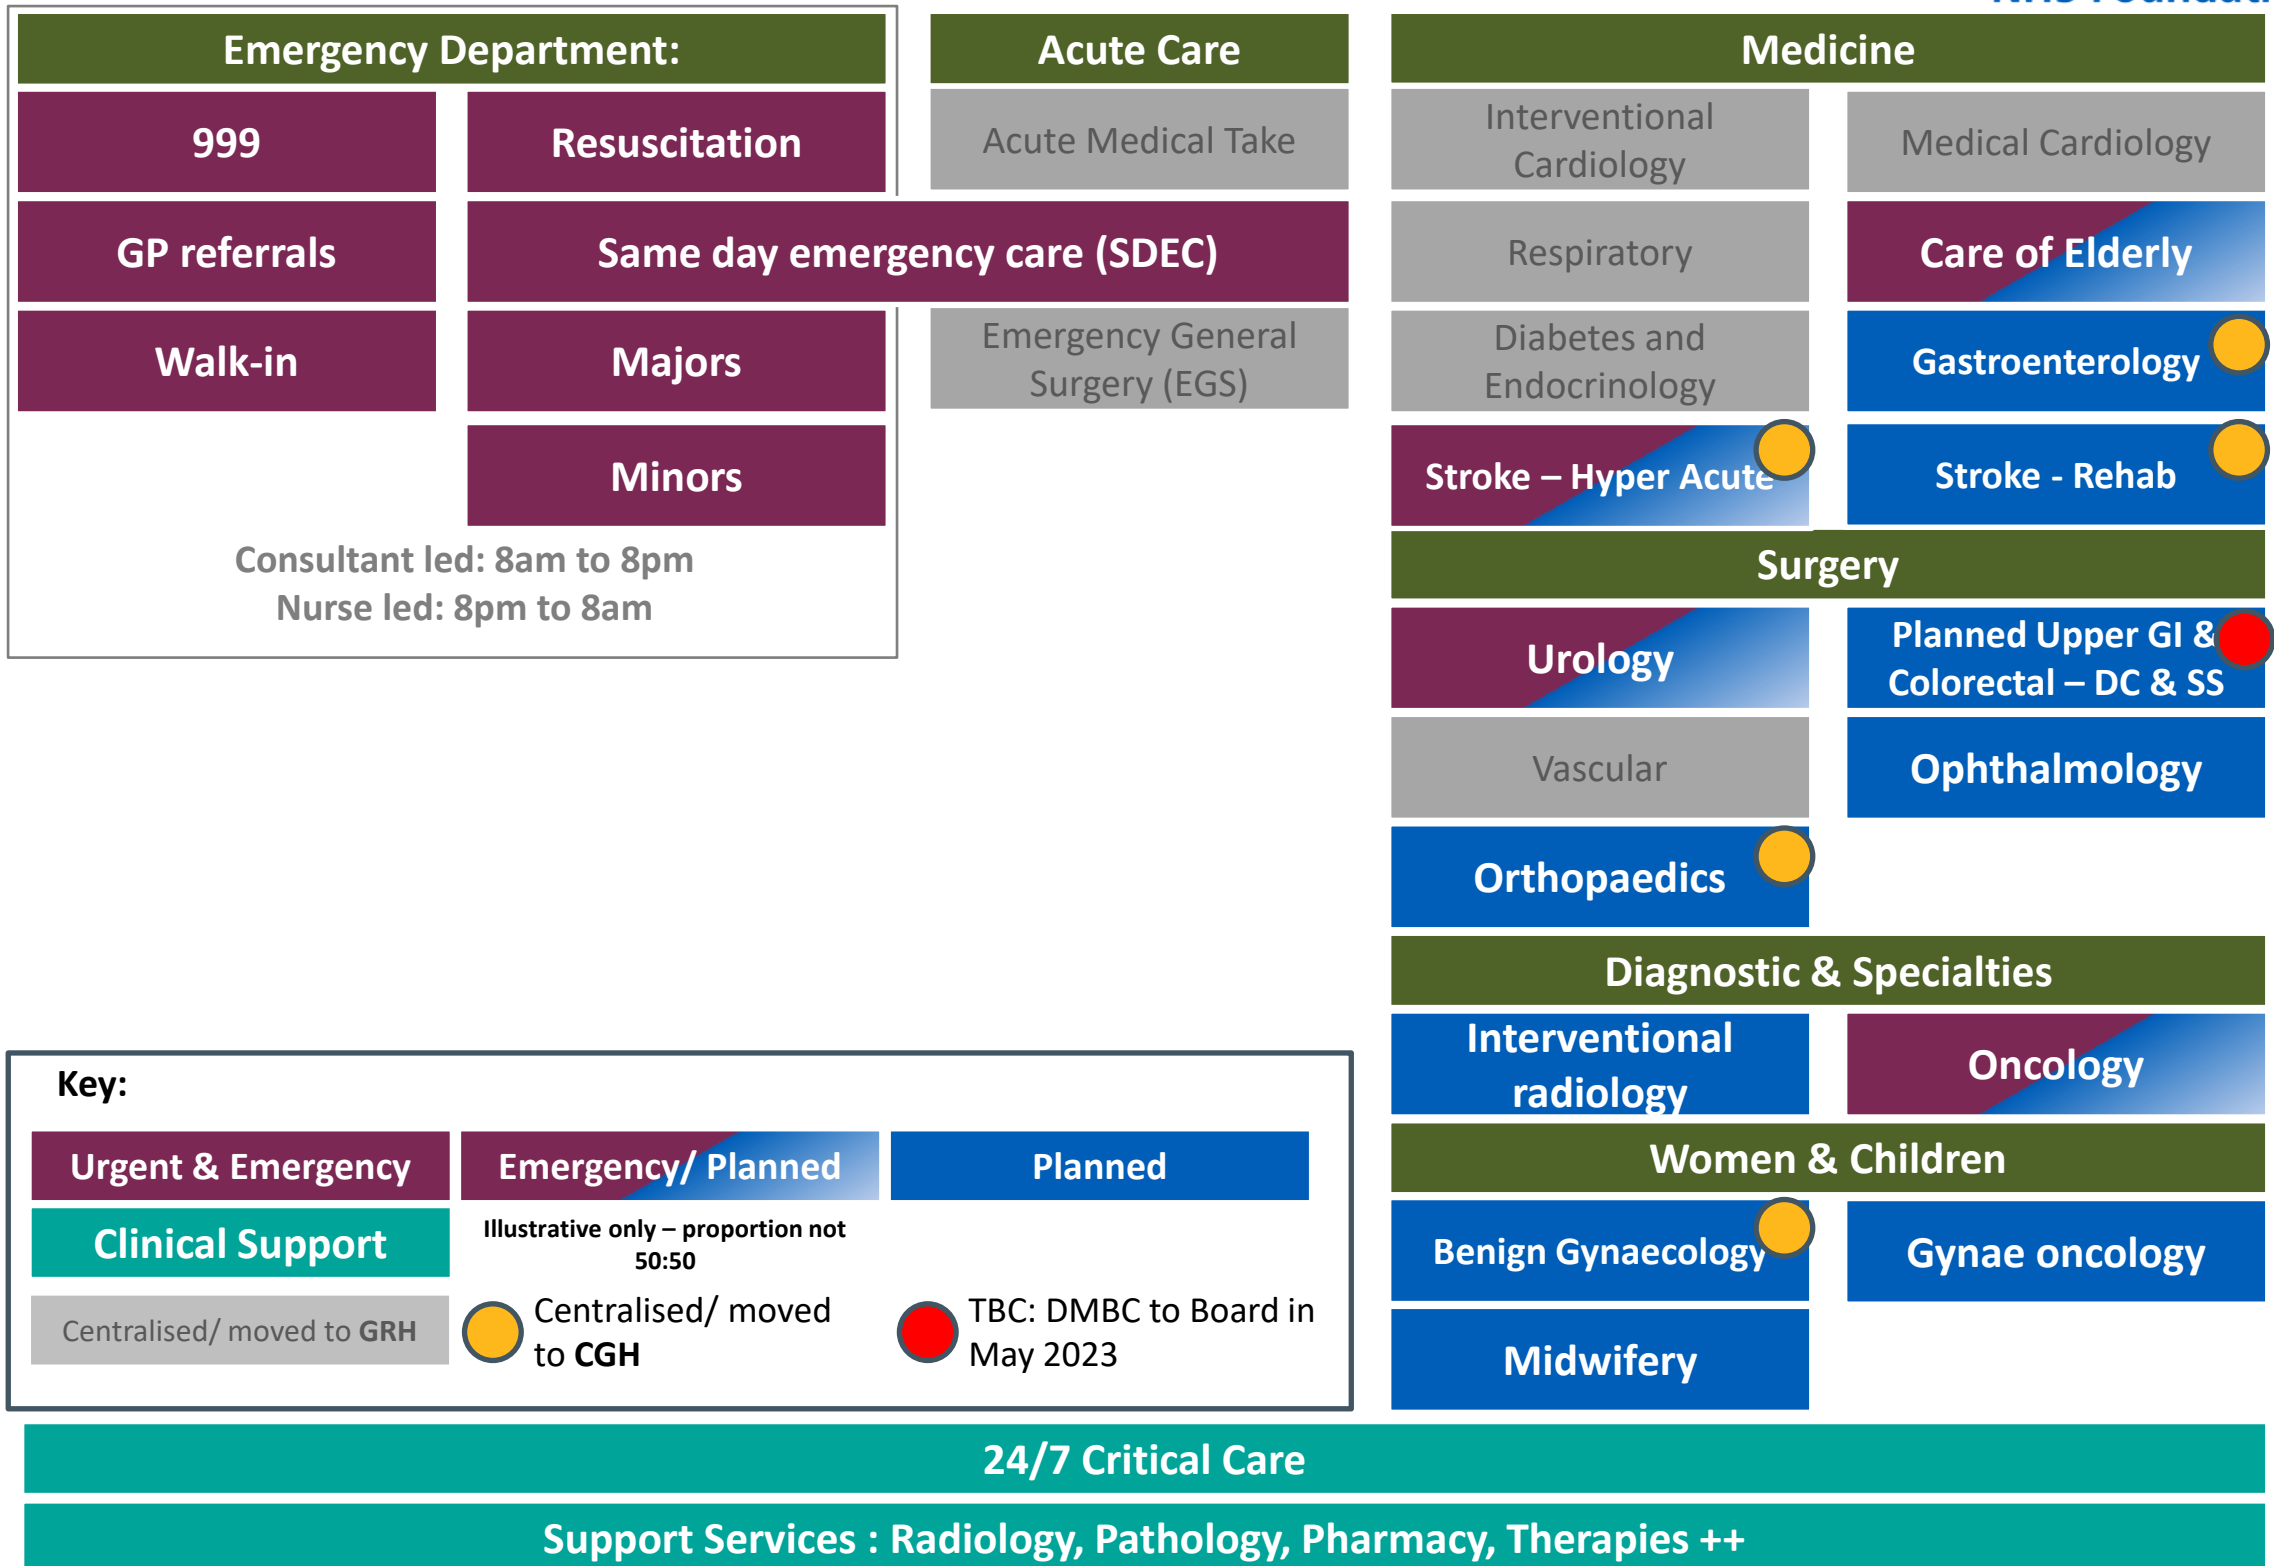 Emergency Department:
999
Resuscitation
GP referrals
Same day emergency care (SDEC)
Walk-in
Majors
Minors
Consultant led: 8am to 8pm
Nurse led: 8pm to 8am
Acute Care
Acute Medical Take
Emergency General
Surgery (EGS)
Medicine
Interventional
Cardiology
Medical Cardiology
Respiratory
Care of Elderly
Diabetes and
Endocrinology
Gastroenterology
Stroke – Hyper Acute
Stroke - Rehab
Surgery
Urology
Planned Upper GI &
Colorectal – DC & SS
Vascular
Ophthalmology
Orthopaedics
Diagnostic & Specialties
Interventional
radiology
Oncology
Women & Children
Benign Gynaecology
Gynae oncology
Midwifery
Key:
Urgent & Emergency
Emergency/ Planned
Planned
Clinical Support
Illustrative only – proportion not
50:50
Centralised/ moved to GRH
Centralised/ moved
to CGH
TBC: DMBC to Board in
May 2023
24/7 Critical Care
Support Services : Radiology, Pathology, Pharmacy, Therapies ++